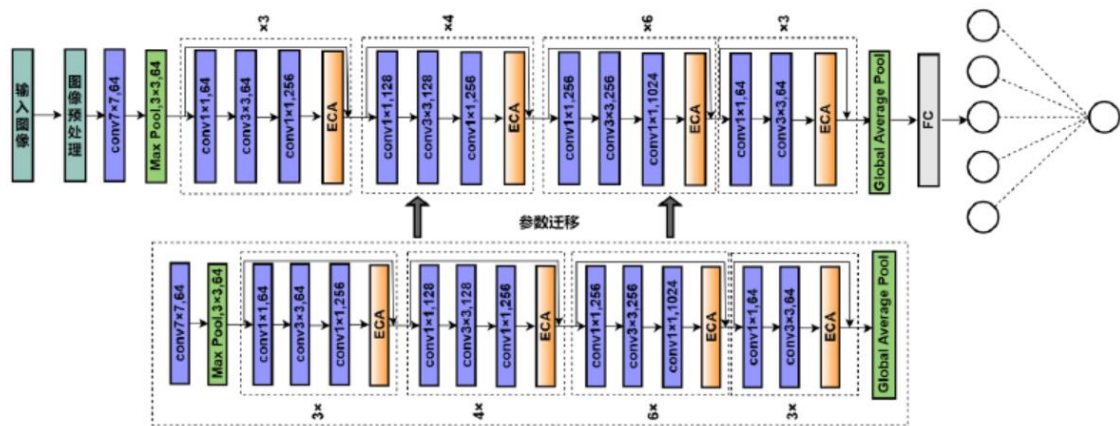 ×3
×4
×6
×3
输入图像
图像预处理
conv7×7,64
Max Pool,3×3,64
conv1×1,64
conv3×3,64
conv1×1,256
ECA
conv1×1,128
conv3×3,128
conv1×1,256
ECA
conv1×1,256
conv3×3,256
conv1×1,1024
ECA
conv1×1,64
conv3×3,64
ECA
Global Average Pool
FC
参数迁移
conv7×7,64
Max Pool,3×3,64
conv1×1,64
conv3×3,64
conv1×1,256
ECA
conv1×1,128
conv3×3,128
conv1×1,256
ECA
conv1×1,256
conv3×3,256
conv1×1,1024
ECA
conv1×1,64
conv3×3,64
ECA
Global Average Pool
3×
4×
6×
3×